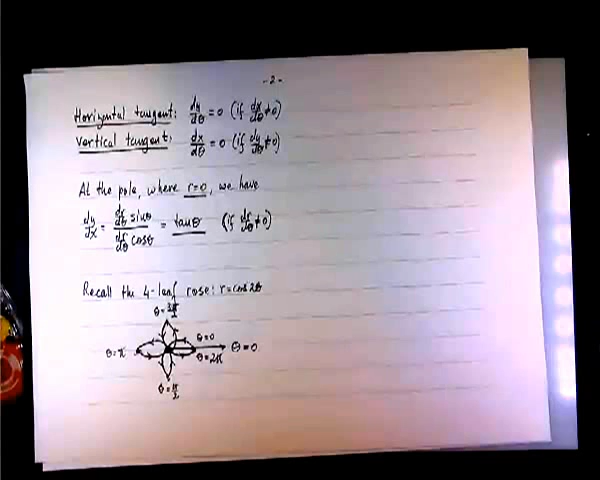 -2-
Horizontal tangent: dy/dθ = 0 (if dx/dθ ≠ 0)
Vertical tangent: dx/dθ = 0 (if dy/dθ ≠ 0)
At the pole, where r=0, we have
dy/dx = (dr/dθ sinθ)/(dr/dθ cosθ) = tanθ (if dr/dθ ≠ 0)
Recall the 4-leaf rose: r=cos2θ
θ = 3π/2
θ=0
θ=π
θ=0
θ=2π
θ = π/2